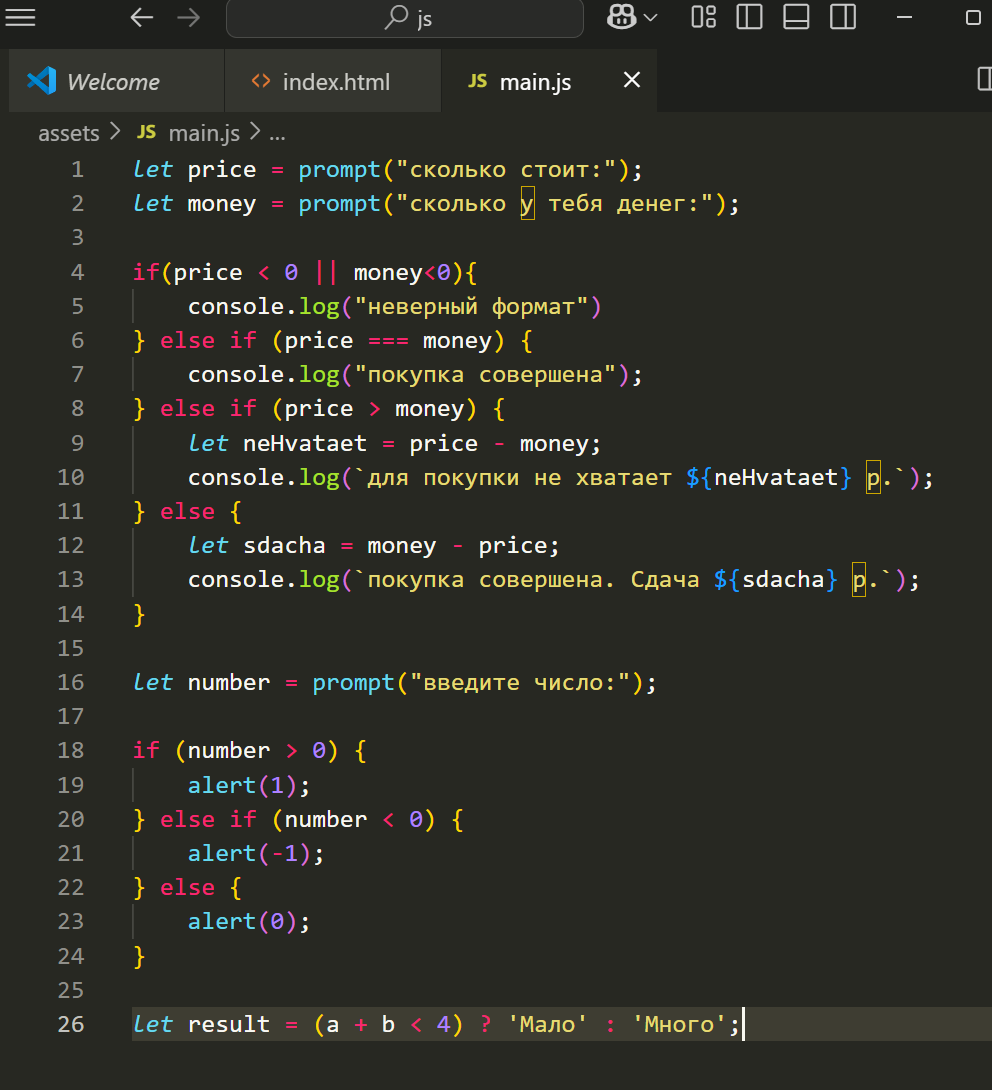 js
Welcome
<> index.html
JS main.js
assets > JS main.js > ...
1 let price = prompt("сколько стоит:");
2 let money = prompt("сколько у тебя денег:");
3
4 if(price < 0 || money<0){
5     console.log("неверный формат")
6 } else if (price === money) {
7     console.log("покупка совершена");
8 } else if (price > money) {
9     let neHvataet = price - money;
10     console.log(`для покупки не хватает ${neHvataet} р.`);
11 } else {
12     let sdacha = money - price;
13     console.log(`покупка совершена. Сдача ${sdacha} р.`);
14 }
15
16 let number = prompt("введите число:");
17
18 if (number > 0) {
19     alert(1);
20 } else if (number < 0) {
21     alert(-1);
22 } else {
23     alert(0);
24 }
25
26 let result = (a + b < 4) ? 'Мало' : 'Много';